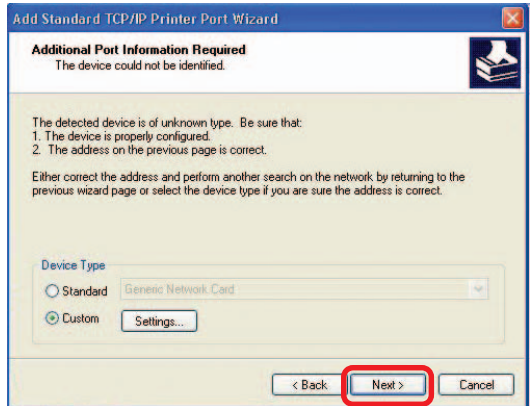 Add Standard TCP/IP Printer Port Wizard
Additional Port Information Required
The device could not be identified.
The detected device is of unknown type. Be sure that:
1. The device is properly configured.
2. The address on the previous page is correct.
Either correct the address and perform another search on the network by returning to the
previous wizard page or select the device type if you are sure the address is correct.
Device Type
Standard
Generic Network Card
Custom
Settings...
< Back
Next >
Cancel